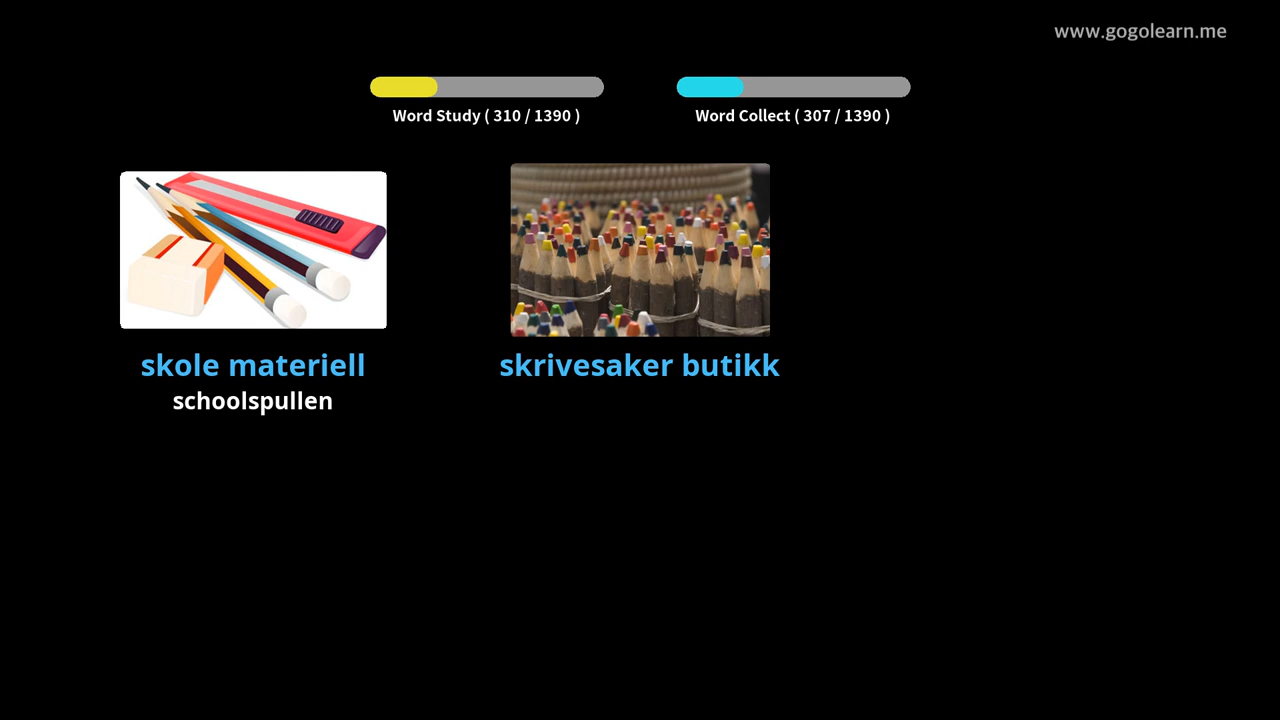 www.gogolearn.me
Word Study ( 310 / 1390 )
Word Collect ( 307 / 1390 )
skole materiell
schoolspullen
skrivesaker butikk